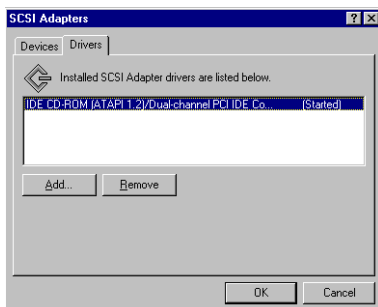 SCSI Adapters
Devices Drivers
Installed SCSI Adapter drivers are listed below.
IDE CD-ROM (ATAPI 1.2)/Dual-channel PCI IDE Co... (Started)
Add... Remove
OK Cancel